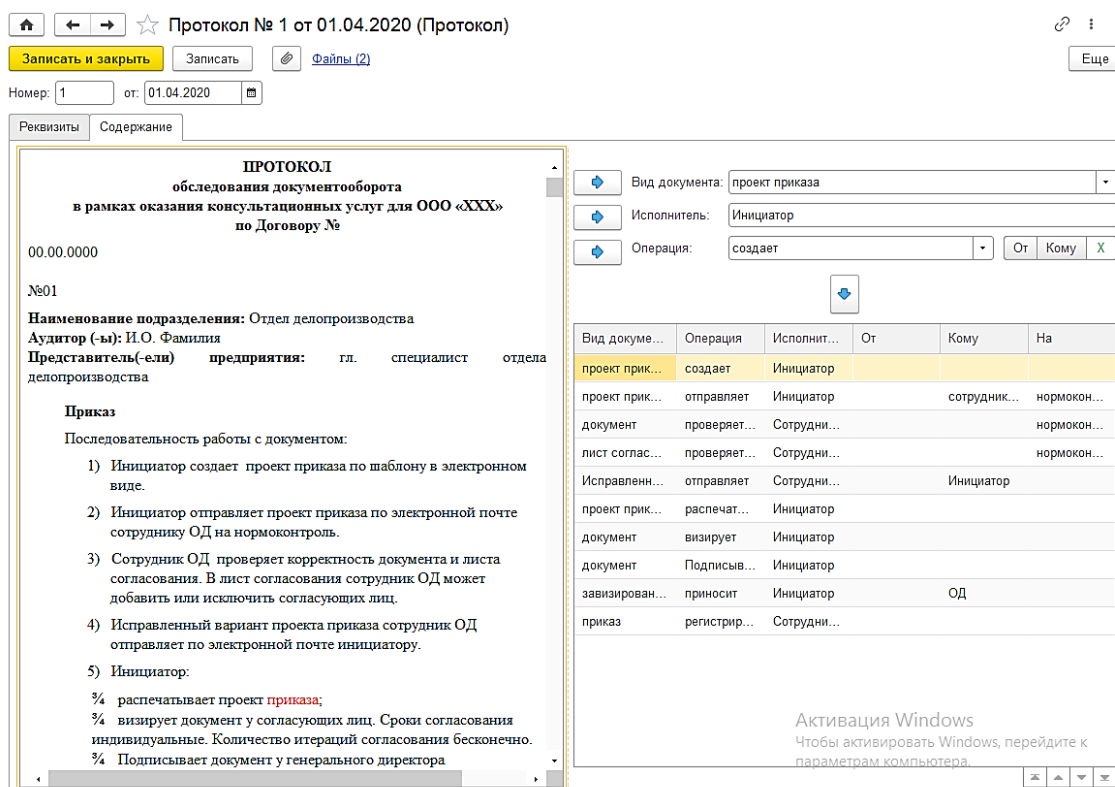 Протокол № 1 от 01.04.2020 (Протокол)
Записать и закрыть
Записать
Файлы (2)
Еще
Номер: 1 от: 01.04.2020
Реквизиты
Содержание
ПРОТОКОЛ
обследования документооборота
в рамках оказания консультационных услуг для ООО «XXX»
по Договору №
00.00.0000
№01
Наименование подразделения: Отдел делопроизводства
Аудитор (-ы): И.О. Фамилия
Представитель(-ели) предприятия: гл. специалист отдела
делопроизводства
Приказ
Последовательность работы с документом:
1) Инициатор создает проект приказа по шаблону в электронном
виде.
2) Инициатор отправляет проект приказа по электронной почте
сотруднику ОД на нормоконтроль.
3) Сотрудник ОД проверяет корректность документа и листа
согласования. В лист согласования сотрудник ОД может
добавить или исключить согласующих лиц.
4) Исправленный вариант проекта приказа сотрудник ОД
отправляет по электронной почте инициатору.
5) Инициатор:
¾ распечатывает проект приказа;
¾ визирует документ у согласующих лиц. Сроки согласования
индивидуальные. Количество итераций согласования бесконечно.
¾ Подписывает документ у генерального директора
Вид документа: проект приказа
Исполнитель: Инициатор
Операция: создает От Кому X
Вид докуме... Операция Исполнит... От Кому На
проект прик... создает Инициатор
проект прик... отправляет Инициатор сотрудник... нормокон...
документ проверяет... Сотрудни... нормокон...
лист соглас... проверяет... Сотрудни... нормокон...
Исправленн... отправляет Сотрудни... Инициатор
проект прик... распечат... Инициатор
документ визирует Инициатор
документ Подписыв... Инициатор
завизирован... приносит Инициатор ОД
приказ регистрир... Сотрудни...
Активация Windows
Чтобы активировать Windows, перейдите к
параметрам компьютера.